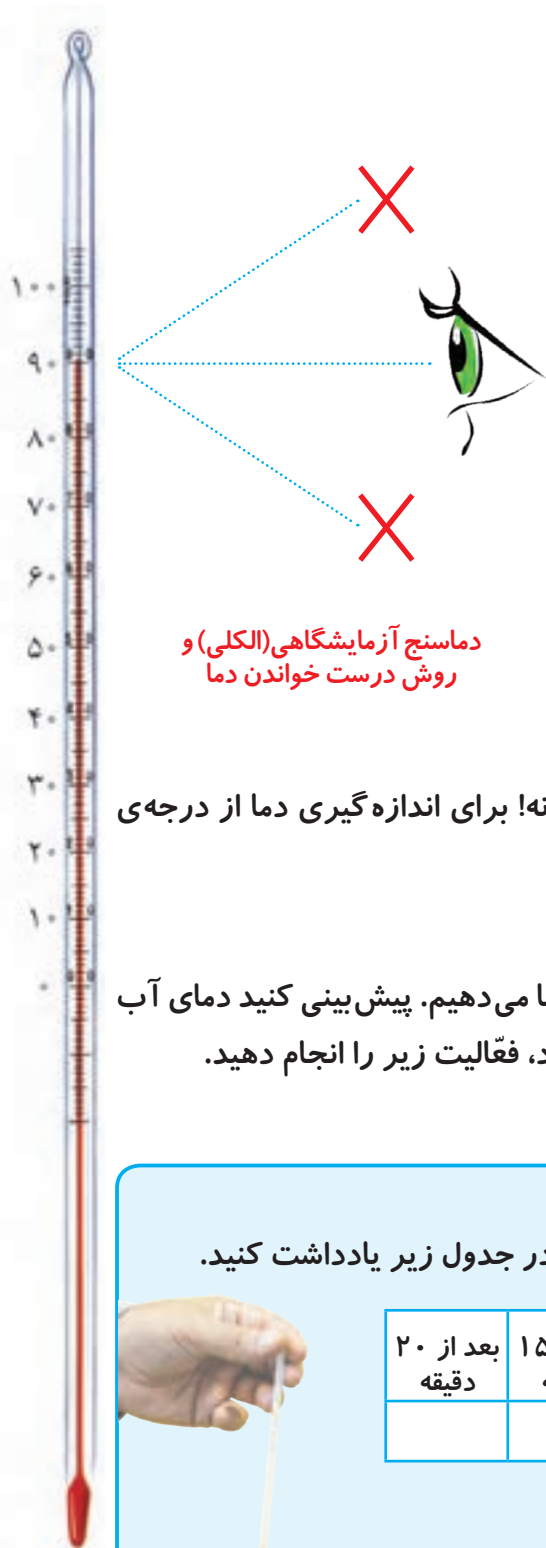 ۱۰۰
۹۰
۸۰
۷۰
۶۰
۵۰
۴۰
۳۰
۲۰
۱۰
۰
دماسنج آزمایشگاهی(الکلی) و
روش درست خواندن دما
نه! برای اندازه‌گیری دما از درجه‌ی
می‌دهیم. پیش‌بینی کنید دمای آب
فعّالیت زیر را انجام دهید.
در جدول زیر یادداشت کنید.
۱۵ بعد از ۲۰
دقیقه